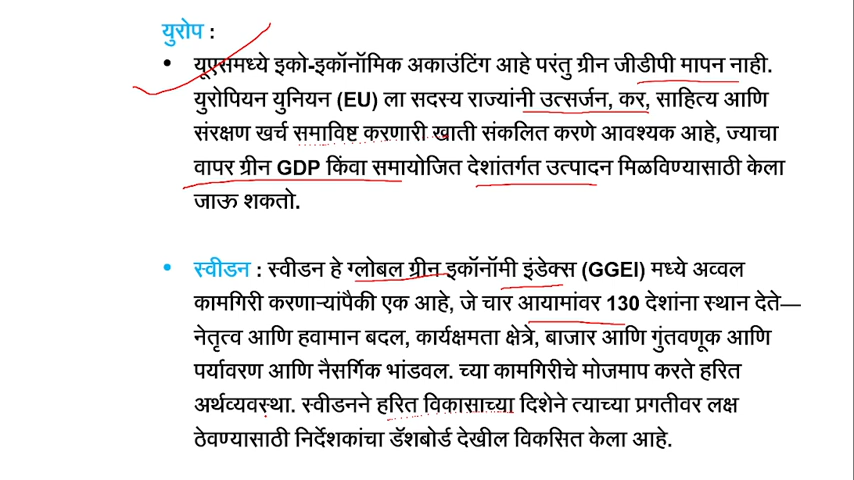 युरोप :
• यूएसमध्ये इको-इकॉनॉमिक अकाउंटिंग आहे परंतु ग्रीन जीडीपी मापन नाही.
युरोपियन युनियन (EU) ला सदस्य राज्यांनी उत्सर्जन, कर, साहित्य आणि
संरक्षण खर्च समाविष्ट करणारी खाती संकलित करणे आवश्यक आहे, ज्याचा
वापर ग्रीन GDP किंवा समायोजित देशांतर्गत उत्पादन मिळविण्यासाठी केला
जाऊ शकतो.
• स्वीडन : स्वीडन हे ग्लोबल ग्रीन इकॉनॉमी इंडेक्स (GGEI) मध्ये अव्वल
कामगिरी करणाऱ्यांपैकी एक आहे, जे चार आयामांवर 130 देशांना स्थान देते—
नेतृत्व आणि हवामान बदल, कार्यक्षमता क्षेत्रे, बाजार आणि गुंतवणूक आणि
पर्यावरण आणि नैसर्गिक भांडवल. च्या कामगिरीचे मोजमाप करते हरित
अर्थव्यवस्था. स्वीडनने हरित विकासाच्या दिशेने त्याच्या प्रगतीवर लक्ष
ठेवण्यासाठी निर्देशकांचा डॅशबोर्ड देखील विकसित केला आहे.